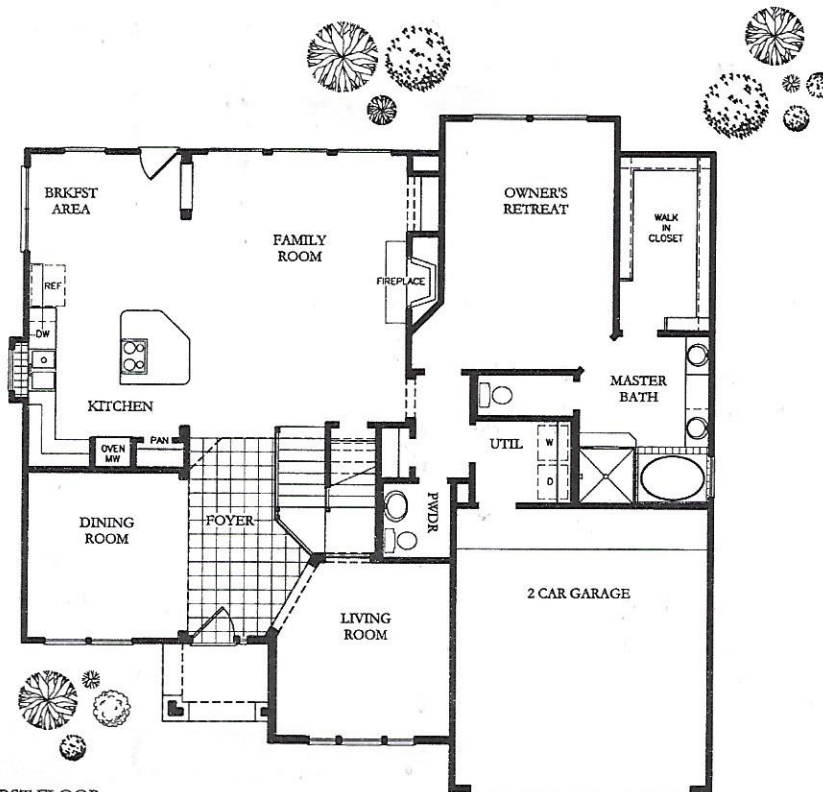 BRKFST
AREA
OWNER'S
RETREAT
WALK
IN
CLOSET
FAMILY
ROOM
REF
FIREPLACE
DW
MASTER
BATH
KITCHEN
PAN
OVEN
MW
UTIL
W
D
PWDR
DINING
ROOM
FOYER
LIVING
ROOM
2 CAR GARAGE